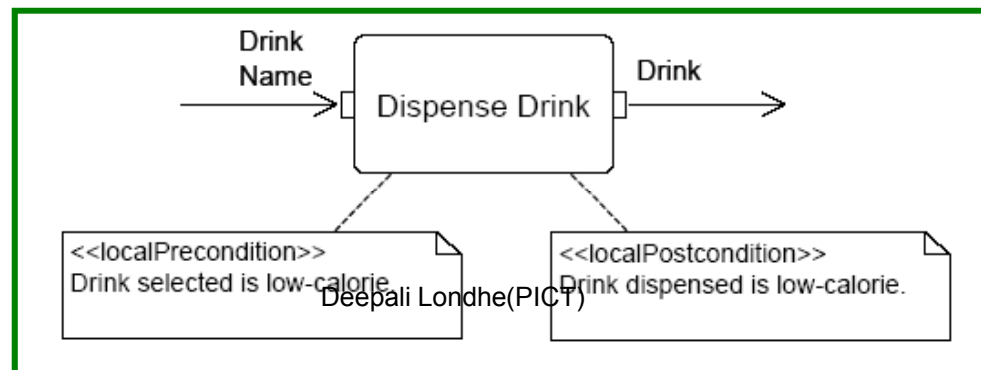 Drink
Name
Drink
Dispense Drink
<<localPrecondition>>
Drink selected is low-calorie.
<<localPostcondition>>
Drink dispensed is low-calorie.
Deepali Londhe(PICT)